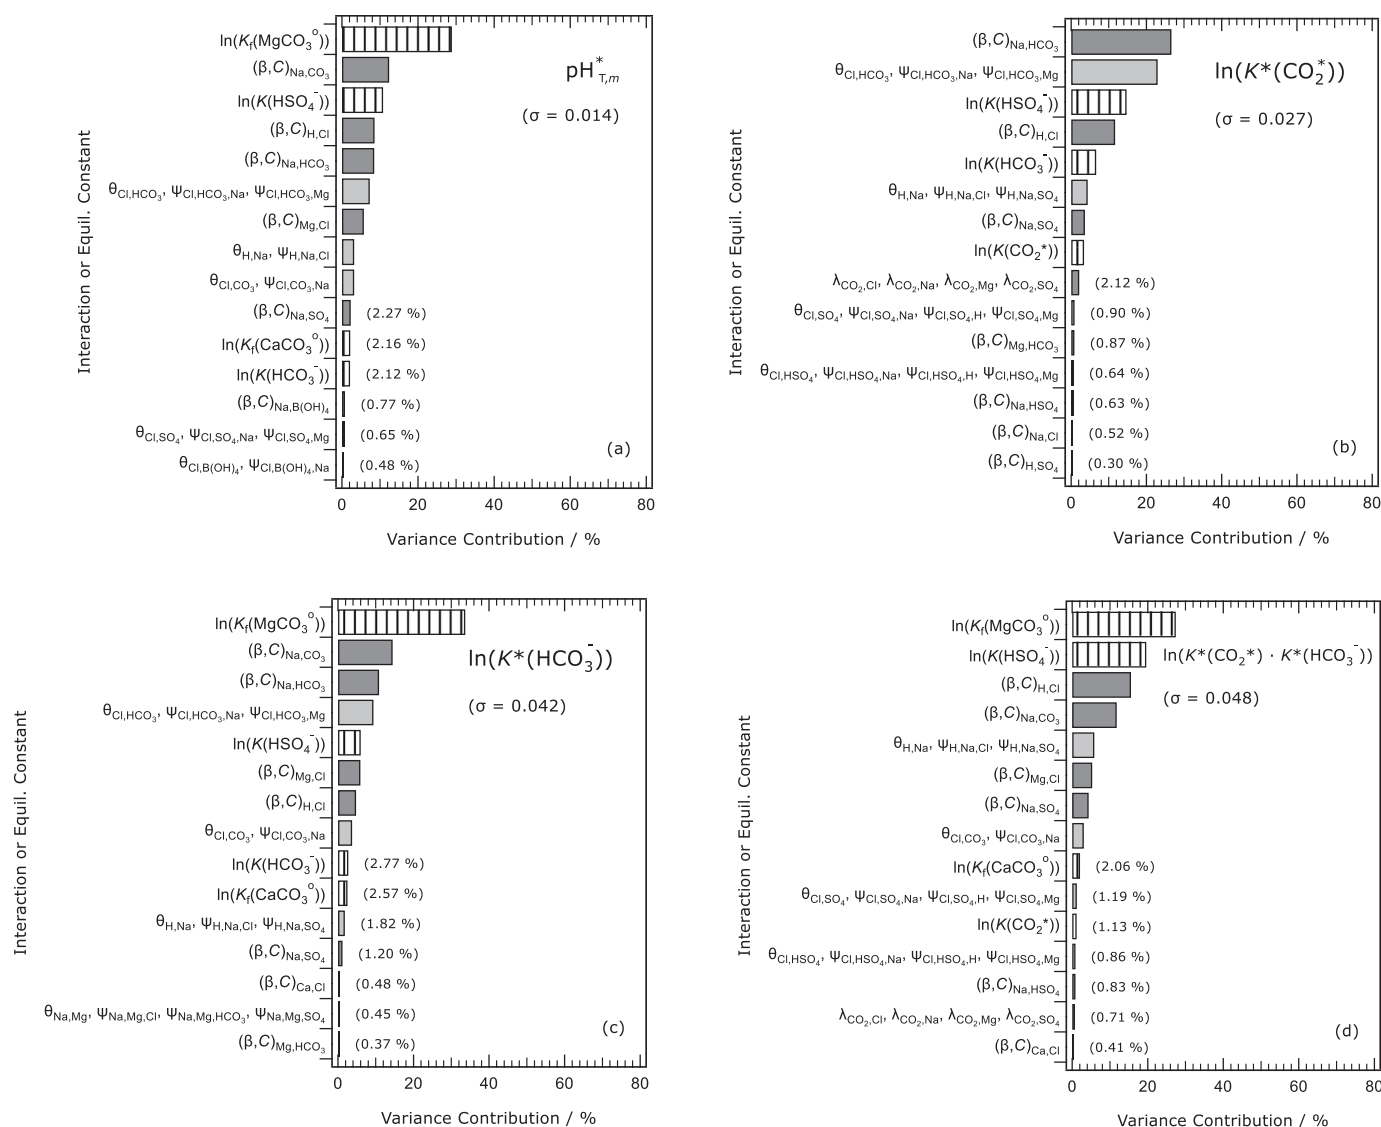 Interaction or Equil. Constant
ln(Kf(MgCO3o))
(β,C)Na,CO3
ln(K(HSO4-))
(β,C)H,Cl
(β,C)Na,HCO3
θCl,HCO3, ΨCl,HCO3,Na, ΨCl,HCO3,Mg
(β,C)Mg,Cl
θH,Na, ΨH,Na,Cl
θCl,CO3, ΨCl,CO3,Na
(β,C)Na,SO4 (2.27 %)
ln(Kf(CaCO3o)) (2.16 %)
ln(K(HCO3-)) (2.12 %)
(β,C)Na,B(OH)4 (0.77 %)
θCl,SO4, ΨCl,SO4,Na, ΨCl,SO4,Mg (0.65 %)
θCl,B(OH)4, ΨCl,B(OH)4,Na (0.48 %)
pH*T,m
(σ = 0.014)
(a)
0 20 40 60 80
Variance Contribution / %
Interaction or Equil. Constant
(β,C)Na,HCO3
θCl,HCO3, ΨCl,HCO3,Na, ΨCl,HCO3,Mg
ln(K(HSO4-))
(β,C)H,Cl
ln(K(HCO3-))
θH,Na, ΨH,Na,Cl, ΨH,Na,SO4
(β,C)Na,SO4
ln(K(CO2*))
λCO2,Cl, λCO2,Na, λCO2,Mg, λCO2,SO4 (2.12 %)
θCl,SO4, ΨCl,SO4,Na, ΨCl,SO4,H, ΨCl,SO4,Mg (0.90 %)
(β,C)Mg,HCO3 (0.87 %)
θCl,HSO4, ΨCl,HSO4,Na, ΨCl,HSO4,H, ΨCl,HSO4,Mg (0.64 %)
(β,C)Na,HSO4 (0.63 %)
(β,C)Na,Cl (0.52 %)
(β,C)H,SO4 (0.30 %)
ln(K*(CO2*))
(σ = 0.027)
(b)
0 20 40 60 80
Variance Contribution / %
Interaction or Equil. Constant
ln(Kf(MgCO3o))
(β,C)Na,CO3
(β,C)Na,HCO3
θCl,HCO3, ΨCl,HCO3,Na, ΨCl,HCO3,Mg
ln(K(HSO4-))
(β,C)Mg,Cl
(β,C)H,Cl
θCl,CO3, ΨCl,CO3,Na
ln(K(HCO3-)) (2.77 %)
ln(Kf(CaCO3o)) (2.57 %)
θH,Na, ΨH,Na,Cl, ΨH,Na,SO4 (1.82 %)
(β,C)Na,SO4 (1.20 %)
(β,C)Ca,Cl (0.48 %)
θNa,Mg, ΨNa,Mg,Cl, ΨNa,Mg,HCO3, ΨNa,Mg,SO4 (0.45 %)
(β,C)Mg,HCO3 (0.37 %)
ln(K*(HCO3-))
(σ = 0.042)
(c)
0 20 40 60 80
Variance Contribution / %
Interaction or Equil. Constant
ln(Kf(MgCO3o))
ln(K(HSO4-))
(β,C)H,Cl
(β,C)Na,CO3
θH,Na, ΨH,Na,Cl, ΨH,Na,SO4
(β,C)Mg,Cl
(β,C)Na,SO4
θCl,CO3, ΨCl,CO3,Na
ln(Kf(CaCO3o)) (2.06 %)
θCl,SO4, ΨCl,SO4,Na, ΨCl,SO4,H, ΨCl,SO4,Mg (1.19 %)
ln(K(CO2*)) (1.13 %)
θCl,HSO4, ΨCl,HSO4,Na, ΨCl,HSO4,H, ΨCl,HSO4,Mg (0.86 %)
(β,C)Na,HSO4 (0.83 %)
λCO2,Cl, λCO2,Na, λCO2,Mg, λCO2,SO4 (0.71 %)
(β,C)Ca,Cl (0.41 %)
ln(K*(CO2*) · K*(HCO3-))
(σ = 0.048)
(d)
0 20 40 60 80
Variance Contribution / %